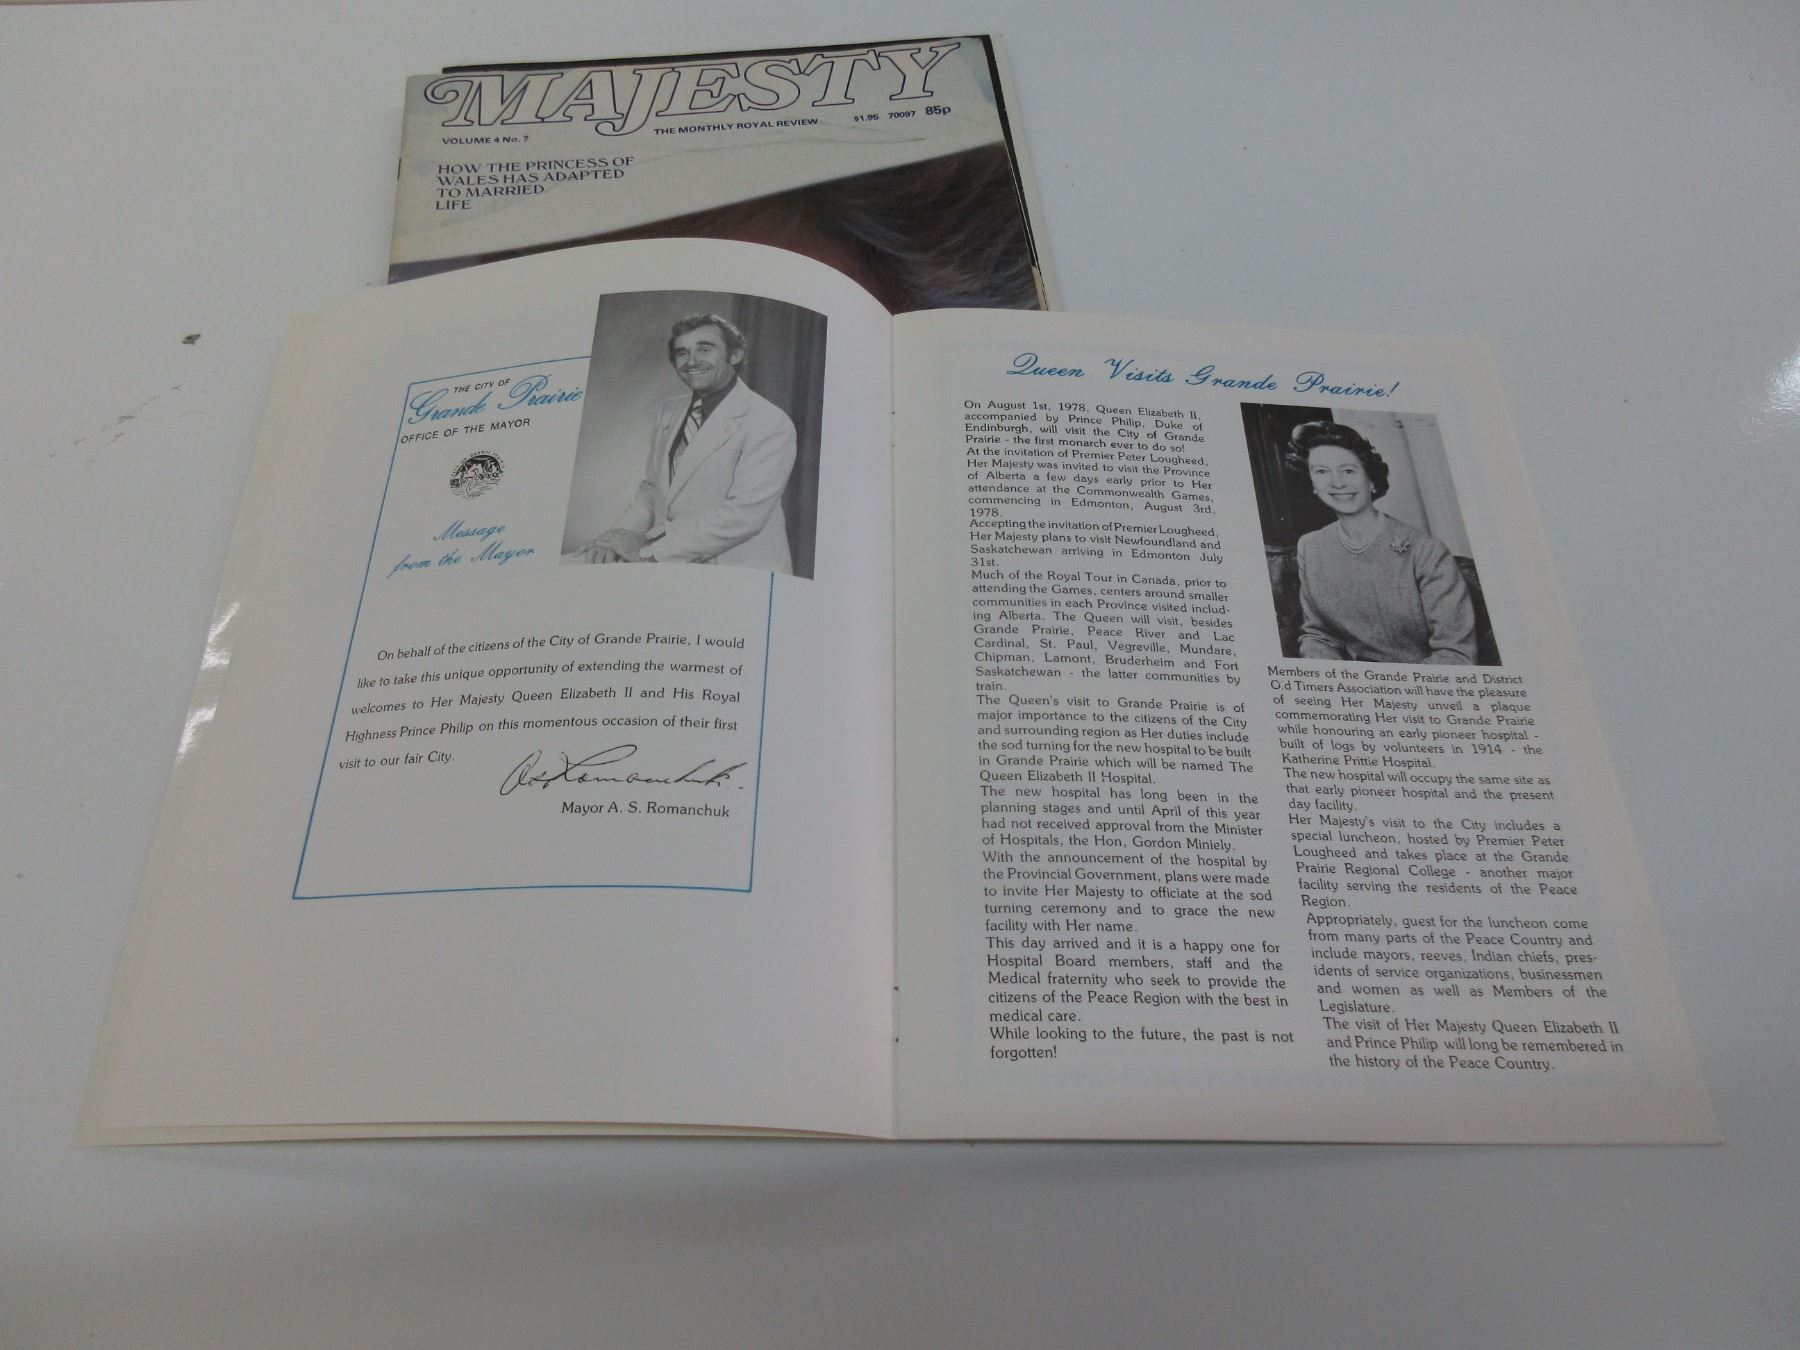 MAJESTY
VOLUME 4 No. 7
THE MONTHLY ROYAL REVIEW
$1.95 70097 85p
HOW THE PRINCESS OF
WALES HAS ADAPTED
TO MARRIED
LIFE
THE CITY OF
Grande Prairie
OFFICE OF THE MAYOR
Message
from the Mayor
On behalf of the citizens of the City of Grande Prairie, I would
like to take this unique opportunity of extending the warmest of
welcomes to Her Majesty Queen Elizabeth II and His Royal
Highness Prince Philip on this momentous occasion of their first
visit to our fair City.
Mayor A. S. Romanchuk
Queen Visits Grande Prairie!
On August 1st, 1978, Queen Elizabeth II,
accompanied by Prince Philip, Duke of
Endinburgh, will visit the City of Grande
Prairie - the first monarch ever to do so!
At the invitation of Premier Peter Lougheed,
Her Majesty was invited to visit the Province
of Alberta a few days early prior to Her
attendance at the Commonwealth Games,
commencing in Edmonton, August 3rd,
1978.
Accepting the invitation of Premier Lougheed,
Her Majesty plans to visit Newfoundland and
Saskatchewan arriving in Edmonton July
31st.
Much of the Royal Tour in Canada, prior to
attending the Games, centers around smaller
communities in each Province visited includ-
ing Alberta. The Queen will visit, besides
Grande Prairie, Peace River and Lac
Cardinal, St. Paul, Vegreville, Mundare,
Chipman, Lamont, Bruderheim and Fort
Saskatchewan - the latter communities by
train.
The Queen's visit to Grande Prairie is of
major importance to the citizens of the City
and surrounding region as Her duties include
the sod turning for the new hospital to be built
in Grande Prairie which will be named The
Queen Elizabeth II Hospital.
The new hospital has long been in the
planning stages and until April of this year
had not received approval from the Minister
of Hospitals, the Hon, Gordon Miniely.
With the announcement of the hospital by
the Provincial Government, plans were made
to invite Her Majesty to officiate at the sod
turning ceremony and to grace the new
facility with Her name.
This day arrived and it is a happy one for
Hospital Board members, staff and the
Medical fraternity who seek to provide the
citizens of the Peace Region with the best in
medical care.
While looking to the future, the past is not
forgotten!
Members of the Grande Prairie and District
Old Timers Association will have the pleasure
of seeing Her Majesty unveil a plaque
commemorating Her visit to Grande Prairie
while honouring an early pioneer hospital -
built of logs by volunteers in 1914 - the
Katherine Prittie Hospital.
The new hospital will occupy the same site as
that early pioneer hospital and the present
day facility.
Her Majesty's visit to the City includes a
special luncheon, hosted by Premier Peter
Lougheed and takes place at the Grande
Prairie Regional College - another major
facility serving the residents of the Peace
Region.
Appropriately, guest for the luncheon come
from many parts of the Peace Country and
include mayors, reeves, Indian chiefs, pres-
idents of service organizations, businessmen
and women as well as Members of the
Legislature.
The visit of Her Majesty Queen Elizabeth II
and Prince Philip will long be remembered in
the history of the Peace Country.